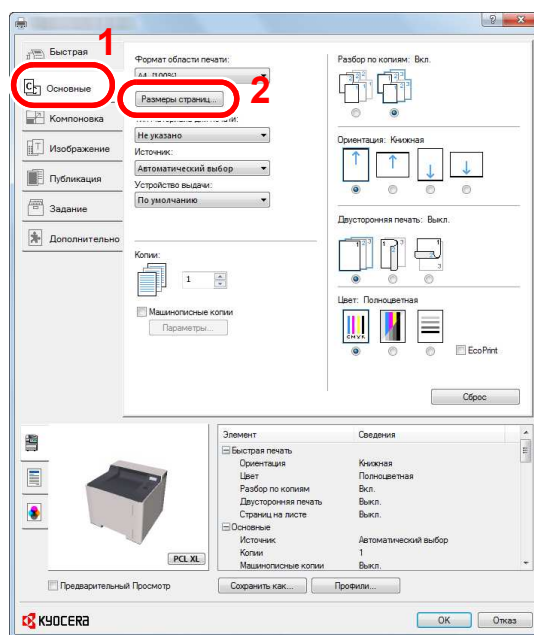 1
Быстрая
Основные
Компоновка
Изображение
Публикация
Задание
Дополнительно
Формат области печати:
A4 [100%]
Размеры страниц...
2
Не указано
Источник:
Автоматический выбор
Устройство выдачи:
По умолчанию
Копии:
1
Машинописные копии
Параметры...
Разбор по копиям: Вкл.
Ориентация: Книжная
Двусторонняя печать: Выкл.
Цвет: Полноцветная
CMYK
EcoPrint
Сброс
PCL XL
Предварительный Просмотр
Элемент Сведения
Быстрая печать
Ориентация Книжная
Цвет Полноцветная
Разбор по копиям Вкл.
Двусторонняя печать Выкл.
Страниц на листе Выкл.
Основные
Источник Автоматический выбор
Копии 1
Машинописные копии Выкл.
Сохранить как... Профили...
KYOCERA
OK Отказ